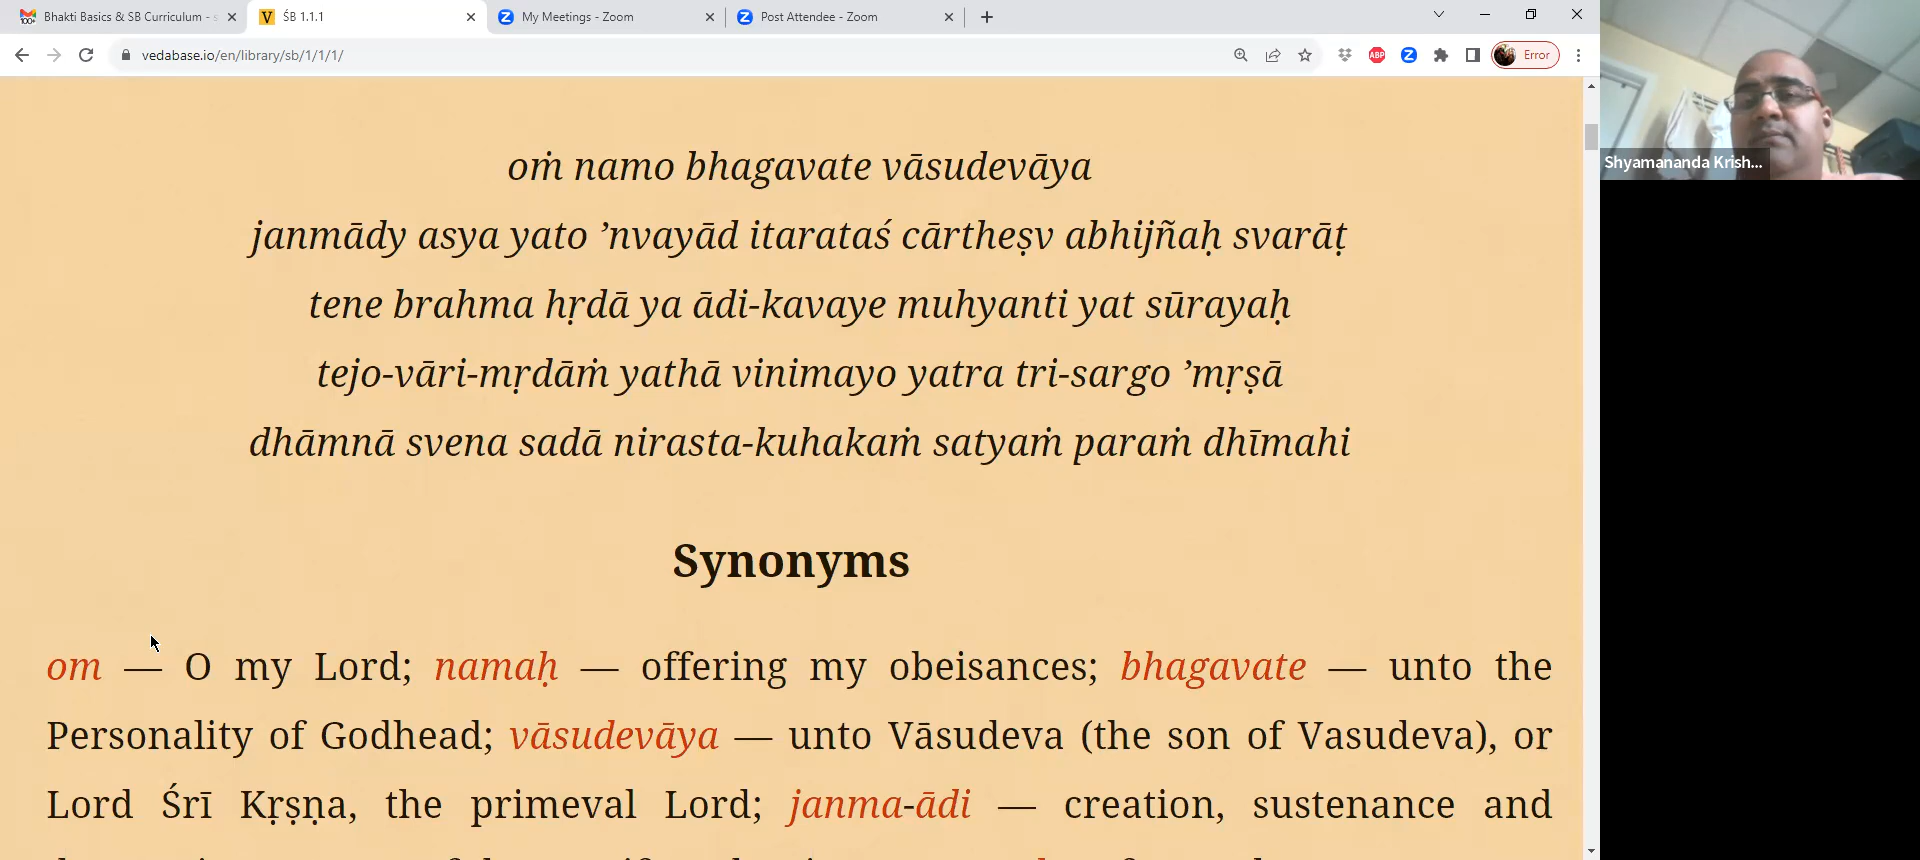 Bhakti Basics & SB Curriculum - s
ŚB 1.1.1
My Meetings - Zoom
Post Attendee - Zoom
vedabase.io/en/library/sb/1/1/1/
ABP
Error
Shyamananda Krish...
oṁ namo bhagavate vāsudevāya
janmādy asya yato ’nvayād itarataś cārtheṣv abhijñaḥ svarāṭ
tene brahma hṛdā ya ādi-kavaye muhyanti yat sūrayaḥ
tejo-vāri-mṛdāṁ yathā vinimayo yatra tri-sargo ’mṛṣā
dhāmnā svena sadā nirasta-kuhakaṁ satyaṁ paraṁ dhīmahi
Synonyms
om — O my Lord; namaḥ — offering my obeisances; bhagavate — unto the
Personality of Godhead; vāsudevāya — unto Vāsudeva (the son of Vasudeva), or
Lord Śrī Kṛṣṇa, the primeval Lord; janma-ādi — creation, sustenance and